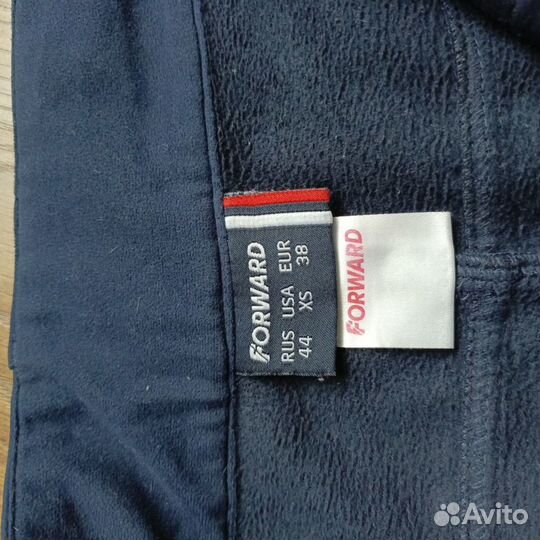 FORWARD
RUS USA EUR
44 XS 38
FORWARD
Avito